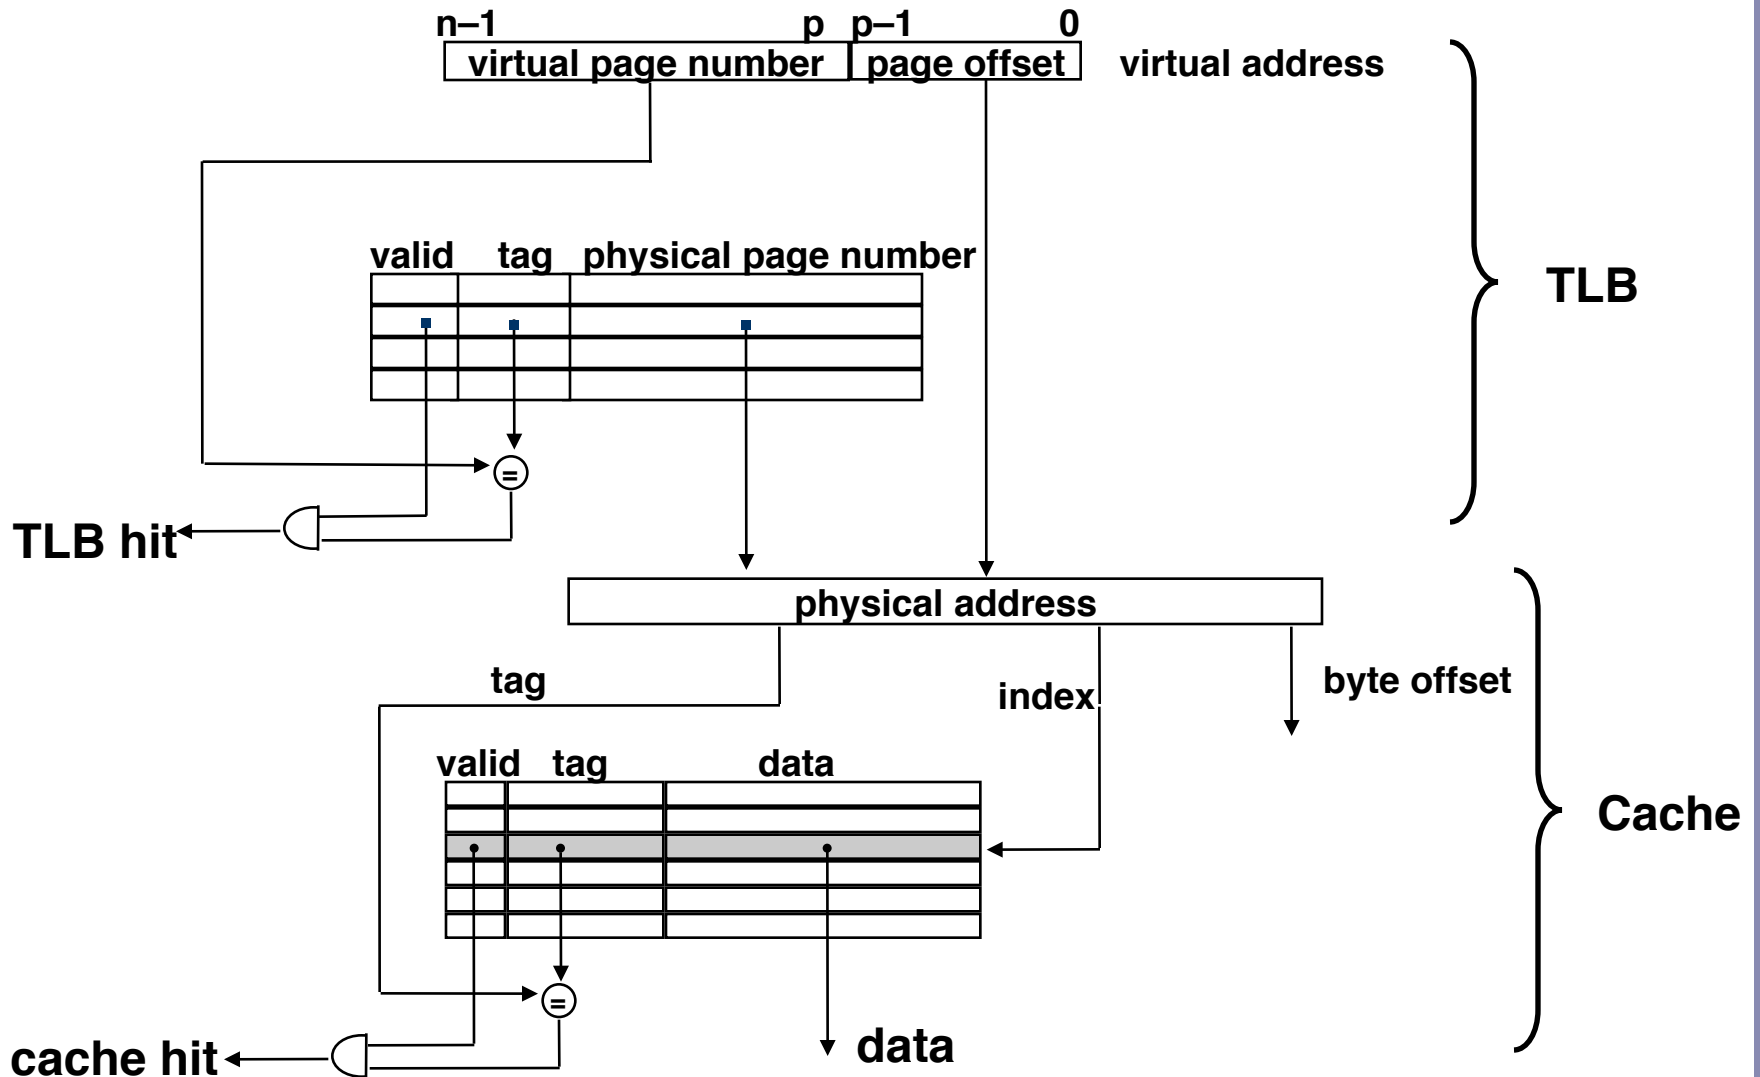 n–1 p p–1 0
virtual page number page offset virtual address
valid tag physical page number
TLB
=
TLB hit
physical address
tag index byte offset
valid tag data
Cache
=
cache hit data